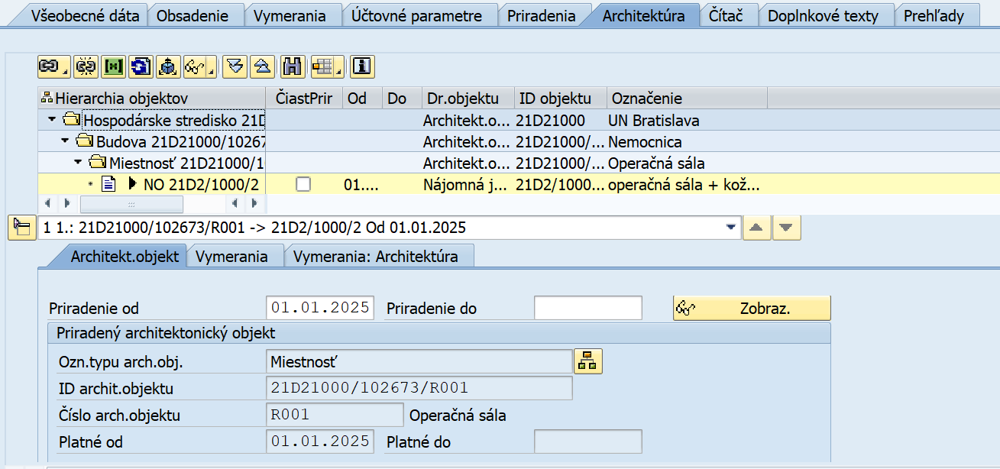 Všeobecné dáta Obsadenie Vymerania Účtovné parametre Priradenia Architektúra Čítač Doplnkové texty Prehľady
Hierarchia objektov ČiastPrir Od Do Dr.objektu ID objektu Označenie
Hospodárske stredisko 21D Architekt.o... 21D21000 UN Bratislava
Budova 21D21000/10267 Architekt.o... 21D21000/... Nemocnica
Miestnosť 21D21000/1 Architekt.o... 21D21000/... Operačná sála
NO 21D2/1000/2 01.... Nájomná j... 21D2/1000... operačná sála + kož...
1 1.: 21D21000/102673/R001 -> 21D2/1000/2 Od 01.01.2025
Architekt.objekt Vymerania Vymerania: Architektúra
Priradenie od 01.01.2025 Priradenie do Zobraz.
Priradený architektonický objekt
Ozn.typu arch.obj. Miestnosť
ID archit.objektu 21D21000/102673/R001
Číslo arch.objektu R001 Operačná sála
Platné od 01.01.2025 Platné do